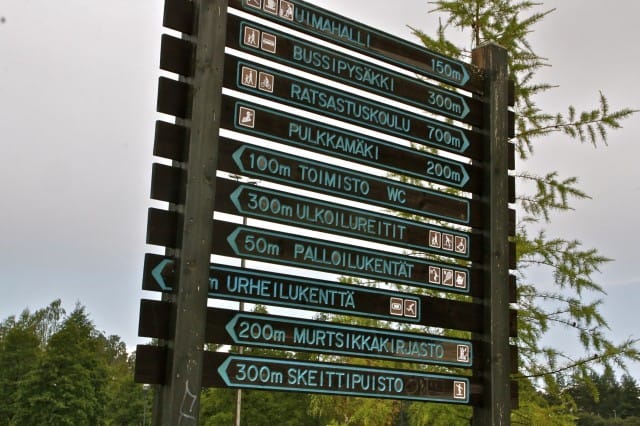 UIMAHALLI 150m
BUSSIPYSÄKKI 300m
RATSASTUSKOULU 700m
PULKKAMÄKI 200m
100m TOIMISTO WC
300m ULKOILUREITIT
50m PALLOILUKENTÄT
m URHEILUKENTTÄ
200m MURTSIKKAKIRJASTO
300m SKEITTIPUISTO